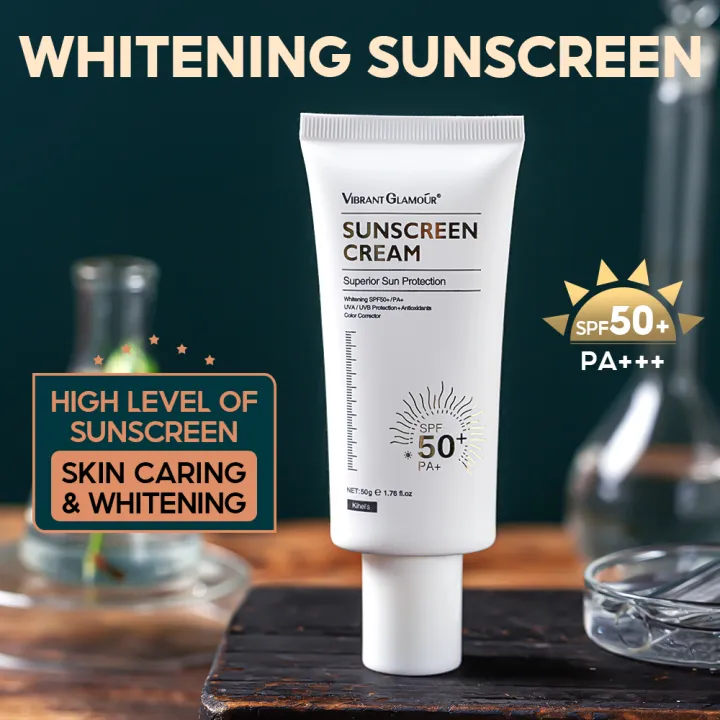 WHITENING SUNSCREEN
VIBRANT GLAMOUR®
SUNSCREEN
CREAM
Superior Sun Protection
Whitening SPF50+/PA+
UVA / UVB Protection+Antioxidants
Color Corrector
SPF
50+
PA+
NET:50g ℮ 1.76 fl.oz
Kihel's
SPF50+
PA+++
HIGH LEVEL OF
SUNSCREEN
SKIN CARING
& WHITENING